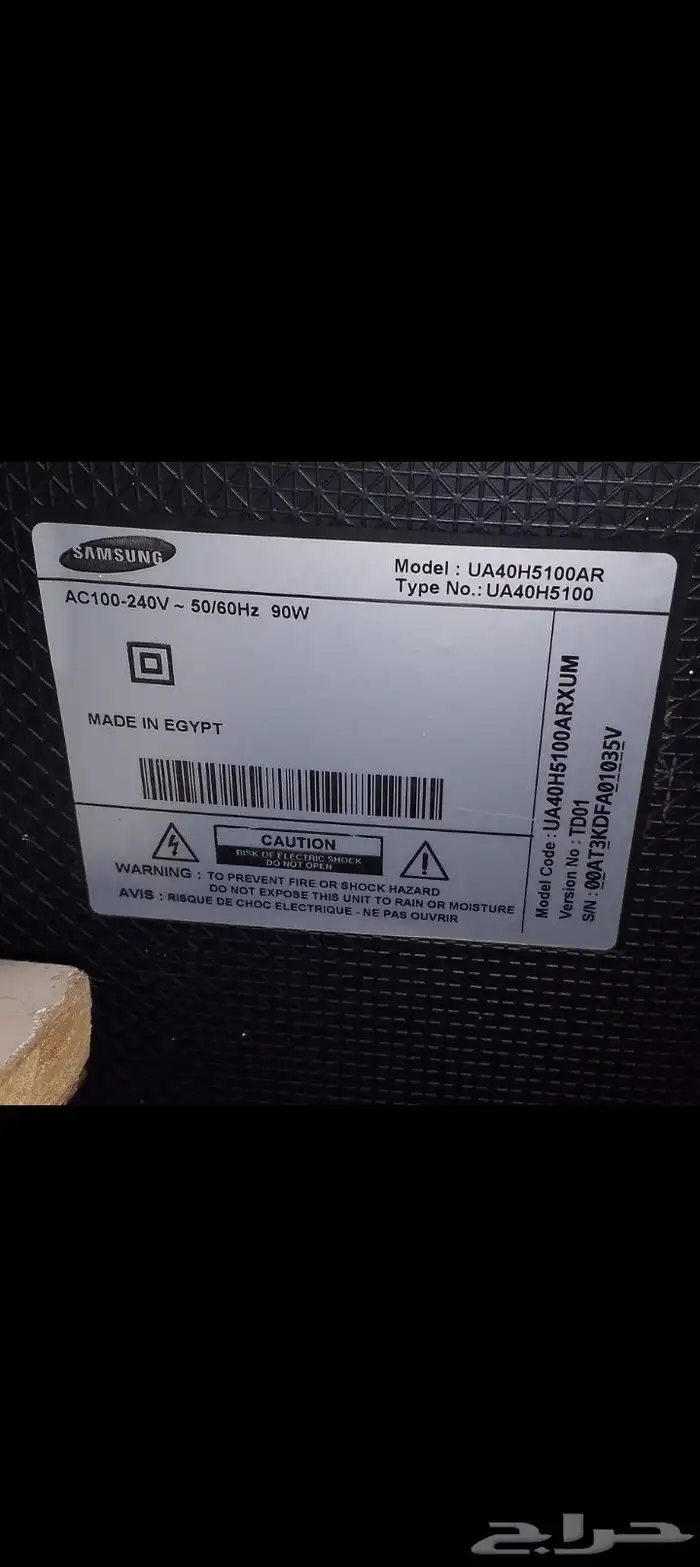 SAMSUNG
Model : UA40H5100AR
Type No.: UA40H5100
AC100-240V ~ 50/60Hz 90W
MADE IN EGYPT
CAUTION
RISK OF ELECTRIC SHOCK
DO NOT OPEN
WARNING : TO PREVENT FIRE OR SHOCK HAZARD
DO NOT EXPOSE THIS UNIT TO RAIN OR MOISTURE
AVIS : RISQUE DE CHOC ELECTRIQUE - NE PAS OUVRIR
Model Code : UA40H5100ARXUM
Version No : TD01
S/N : 00AT3KDFA01035V
حراج